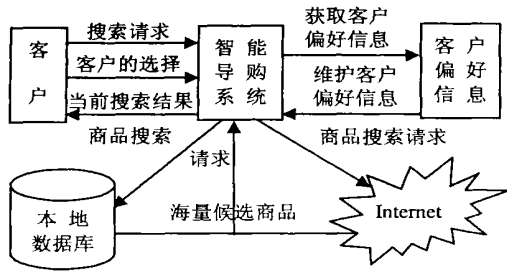 搜索请求
客户的选择
当前搜索结果
客
户
智能
导购
系统
获取客户
偏好信息
维护客户
偏好信息
客户
偏好
信息
商品搜索
请求
商品搜索请求
本地
数据库
海量候选商品
Internet